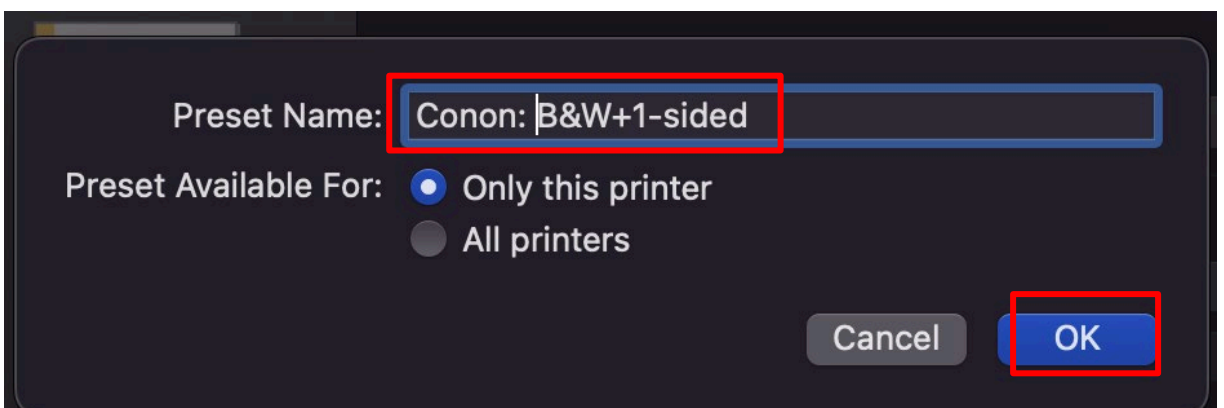 Preset Name: Conon: B&W+1-sided
Preset Available For: Only this printer
All printers
Cancel OK